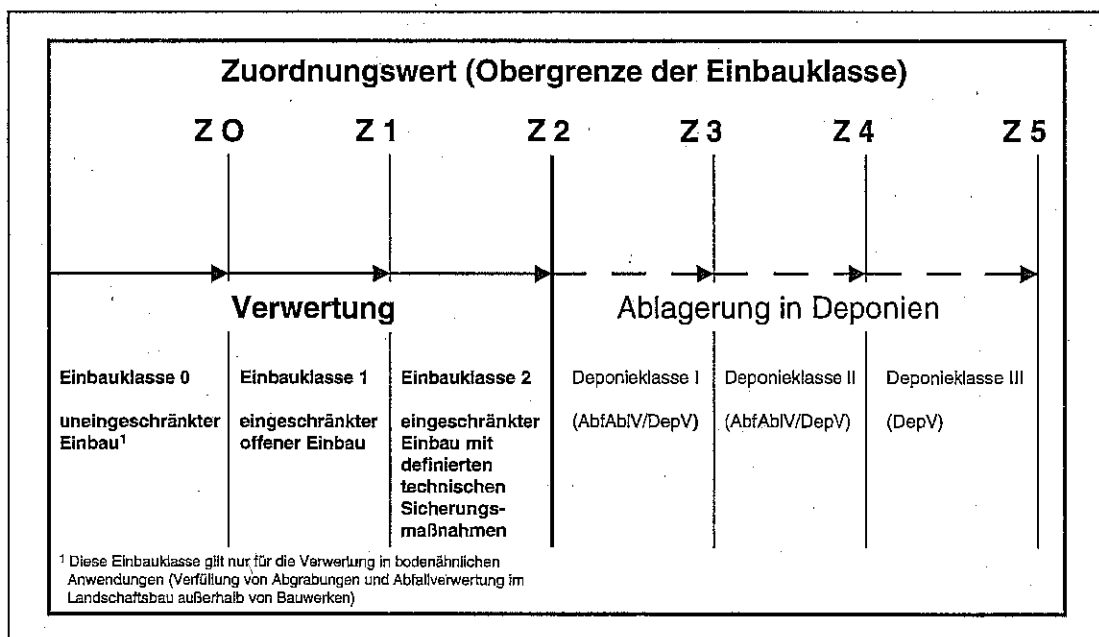 Zuordnungswert (Obergrenze der Einbauklasse)
Z 0 Z 1 Z 2 Z 3 Z 4 Z 5
Verwertung Ablagerung in Deponien
Einbauklasse 0
uneingeschränkter
Einbau¹
Einbauklasse 1
eingeschränkter
offener Einbau
Einbauklasse 2
eingeschränkter
Einbau mit
definierten
technischen
Sicherungs-
maßnahmen
Deponieklasse I
(AbfAblV/DepV)
Deponieklasse II
(AbfAblV/DepV)
Deponieklasse III
(DepV)
¹ Diese Einbauklasse gilt nur für die Verwertung in bodenähnlichen
Anwendungen (Verfüllung von Abgrabungen und Abfallverwertung im
Landschaftsbau außerhalb von Bauwerken)